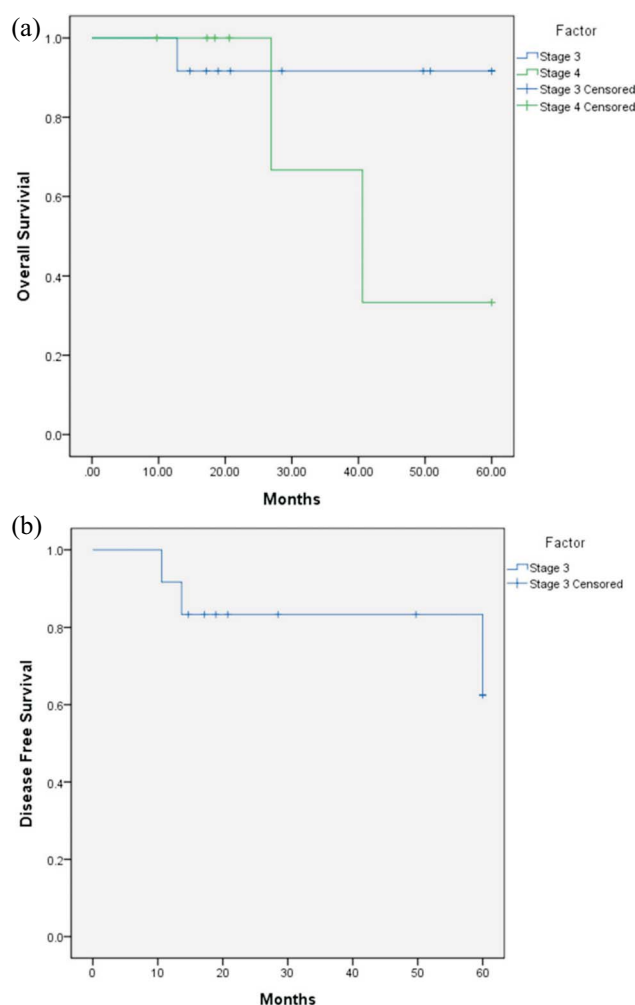 (a)
Factor
Stage 3
Stage 4
Stage 3 Censored
Stage 4 Censored
1.0
0.8
0.6
0.4
0.2
0.0
Overall Survivial
.00 10.00 20.00 30.00 40.00 50.00 60.00
Months
(b)
Factor
Stage 3
Stage 3 Censored
1.0
0.8
0.6
0.4
0.2
0.0
Disease Free Survival
0 10 20 30 40 50 60
Months